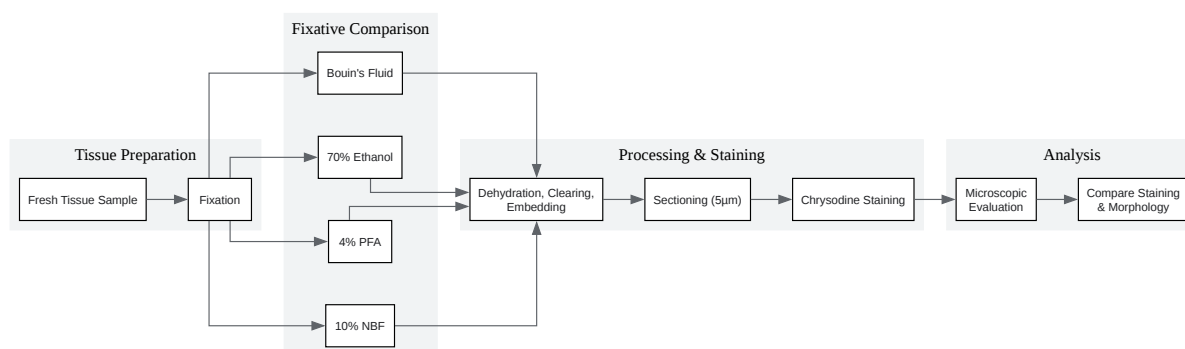 Fixative Comparison
Bouin's Fluid
Tissue Preparation
70% Ethanol
Processing & Staining
Analysis
Fresh Tissue Sample
Fixation
Dehydration, Clearing,
Embedding
Sectioning (5µm)
Chrysodine Staining
Microscopic
Evaluation
Compare Staining
& Morphology
4% PFA
10% NBF